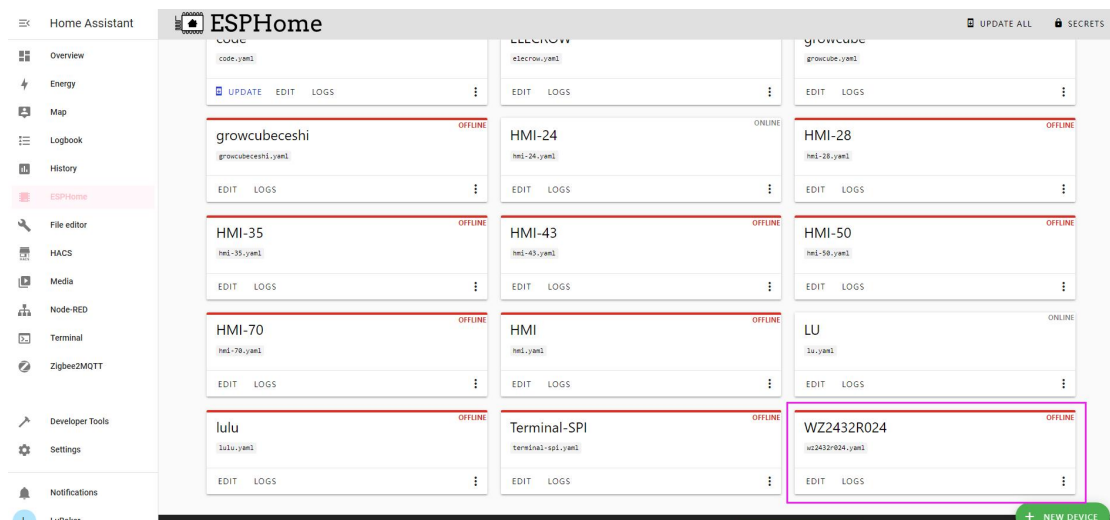 Home Assistant
Overview
Energy
Map
Logbook
History
ESPHome
File editor
HACS
Media
Node-RED
Terminal
Zigbee2MQTT
Developer Tools
Settings
Notifications
ESPHome
UPDATE ALL SECRETS
code ELECROW growcube
code.yaml elecrow.yaml growcube.yaml
UPDATE EDIT LOGS EDIT LOGS EDIT LOGS
OFFLINE ONLINE OFFLINE
growcubeceshi HMI-24 HMI-28
growcubeceshi.yaml hmi-24.yaml hmi-28.yaml
EDIT LOGS EDIT LOGS EDIT LOGS
OFFLINE OFFLINE OFFLINE
HMI-35 HMI-43 HMI-50
hmi-35.yaml hmi-43.yaml hmi-50.yaml
EDIT LOGS EDIT LOGS EDIT LOGS
OFFLINE OFFLINE ONLINE
HMI-70 HMI LU
hmi-70.yaml hmi.yaml lu.yaml
EDIT LOGS EDIT LOGS EDIT LOGS
OFFLINE OFFLINE OFFLINE
lulu Terminal-SPI WZ2432R024
lulu.yaml terminal-spi.yaml wz2432r024.yaml
EDIT LOGS EDIT LOGS EDIT LOGS
+ NEW DEVICE